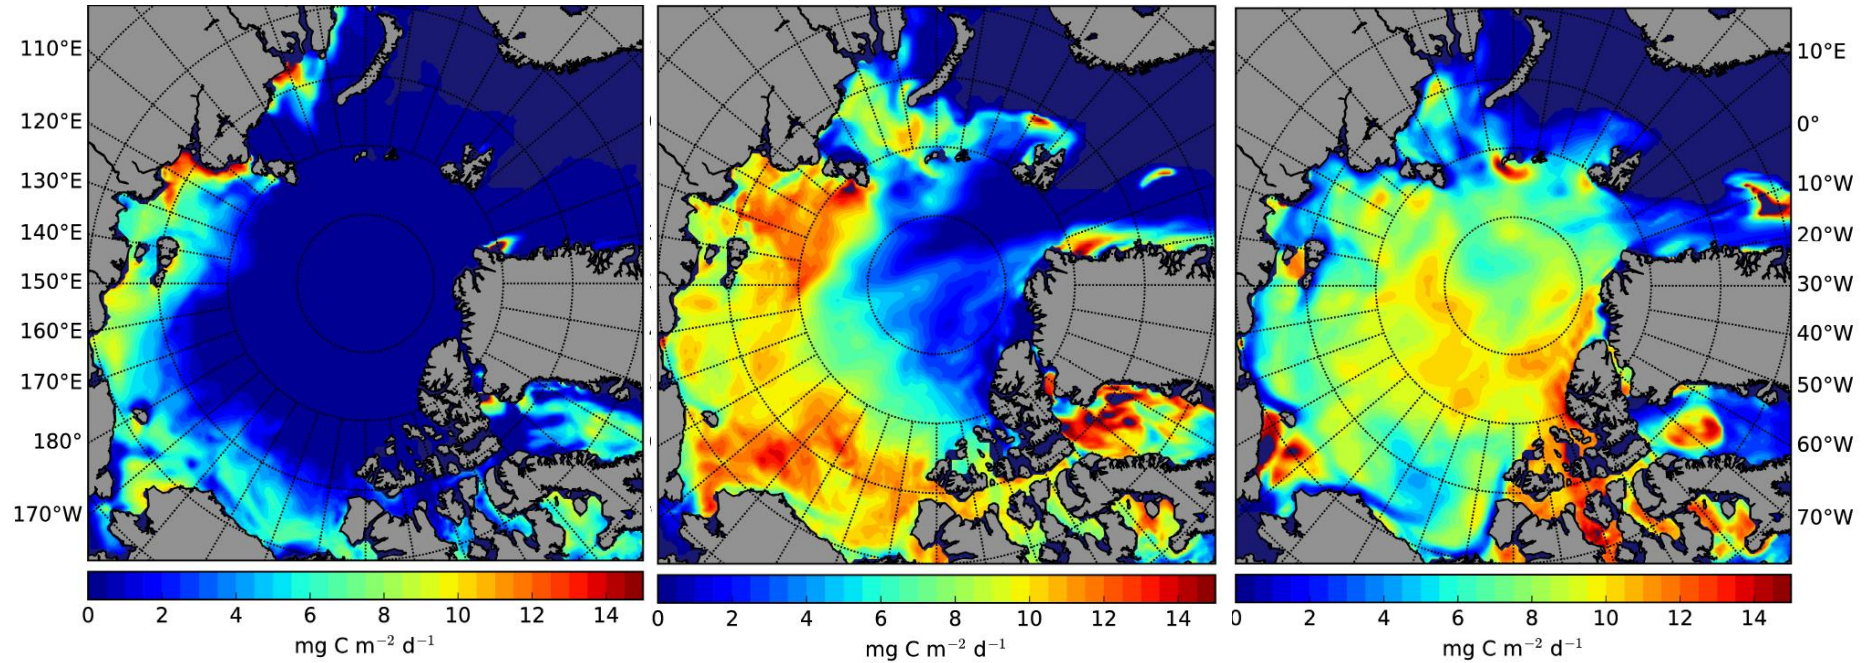 110°E
120°E
130°E
140°E
150°E
160°E
170°E
180°
170°W
10°E
0°
10°W
20°W
30°W
40°W
50°W
60°W
70°W
0 2 4 6 8 10 12 14
mg C m⁻² d⁻¹
0 2 4 6 8 10 12 14
mg C m⁻² d⁻¹
0 2 4 6 8 10 12 14
mg C m⁻² d⁻¹